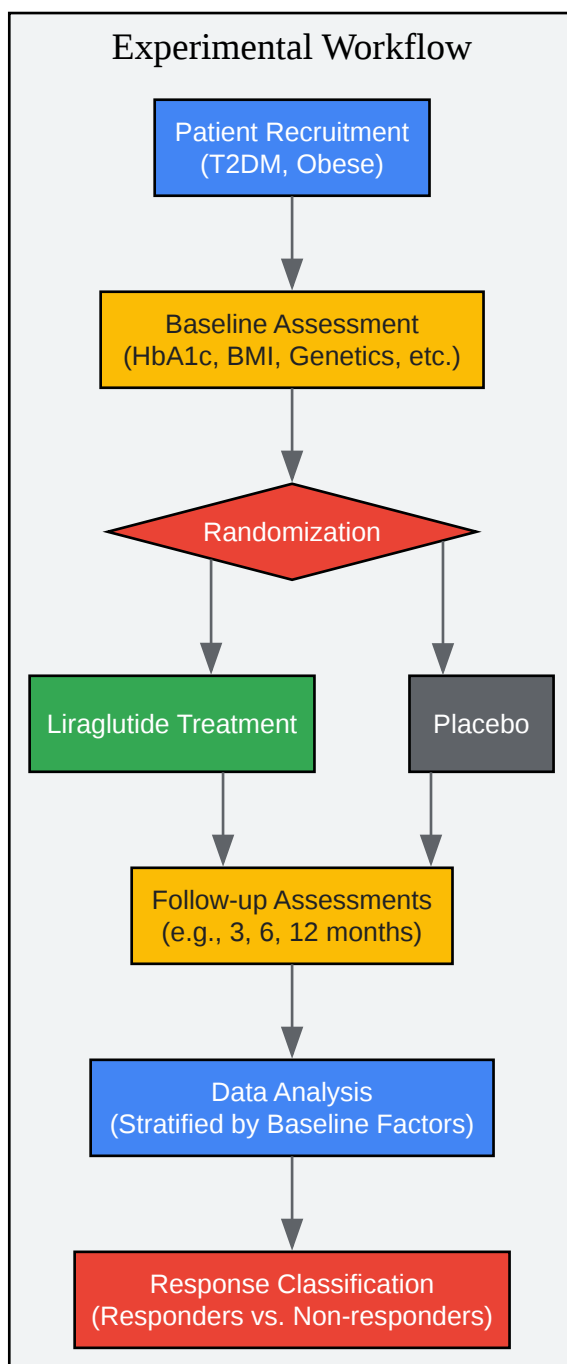 Experimental Workflow
Patient Recruitment
(T2DM, Obese)
Baseline Assessment
(HbA1c, BMI, Genetics, etc.)
Randomization
Liraglutide Treatment
Placebo
Follow-up Assessments
(e.g., 3, 6, 12 months)
Data Analysis
(Stratified by Baseline Factors)
Response Classification
(Responders vs. Non-responders)